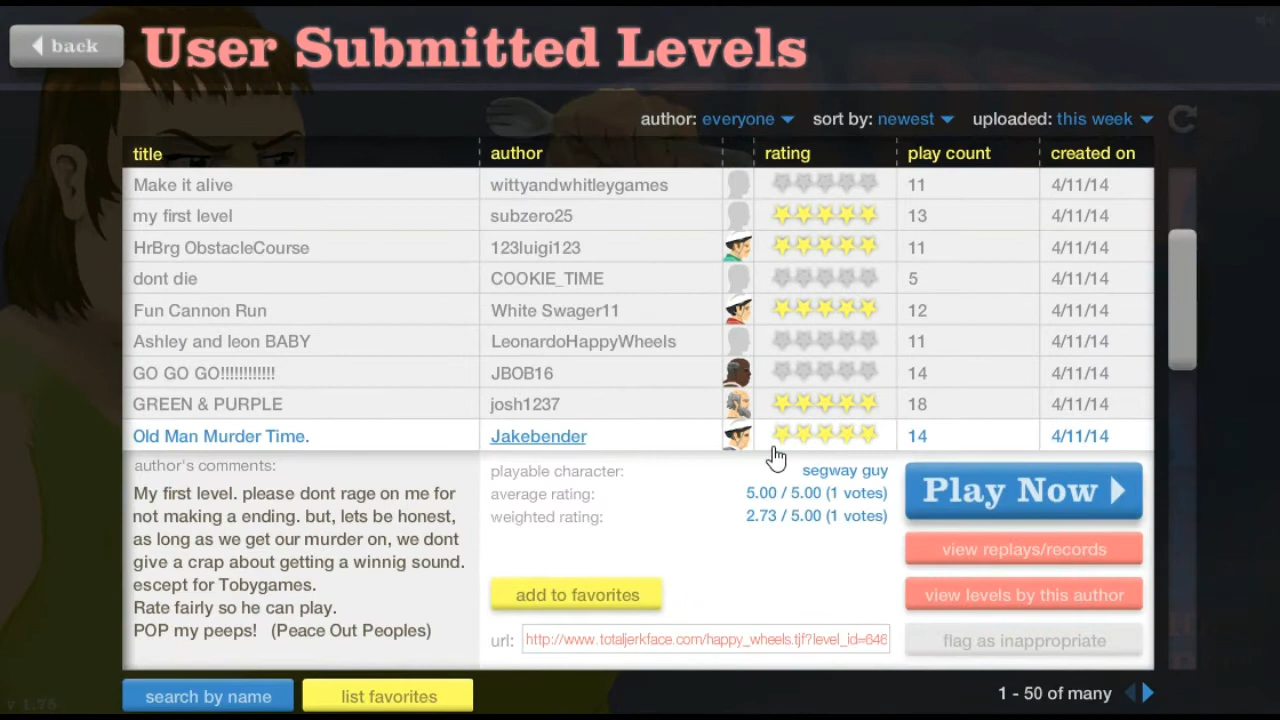 back
User Submitted Levels
author: everyone sort by: newest uploaded: this week
title author rating play count created on
Make it alive wittyandwhitleygames 11 4/11/14
my first level subzero25 13 4/11/14
HrBrg ObstacleCourse 123luigi123 11 4/11/14
dont die COOKIE_TIME 5 4/11/14
Fun Cannon Run White Swager11 12 4/11/14
Ashley and leon BABY LeonardoHappyWheels 11 4/11/14
GO GO GO!!!!!!!!!!!! JBOB16 14 4/11/14
GREEN & PURPLE josh1237 18 4/11/14
Old Man Murder Time. Jakebender 14 4/11/14
author's comments:
My first level. please dont rage on me for
not making a ending. but, lets be honest,
as long as we get our murder on, we dont
give a crap about getting a winnig sound.
escept for Tobygames.
Rate fairly so he can play.
POP my peeps! (Peace Out Peoples)
playable character: segway guy
average rating: 5.00 / 5.00 (1 votes)
weighted rating: 2.73 / 5.00 (1 votes)
add to favorites
url: http://www.totaljerkface.com/happy_wheels.tjf?level_id=646
Play Now
view replays/records
view levels by this author
flag as inappropriate
search by name list favorites 1 - 50 of many
v 1.76